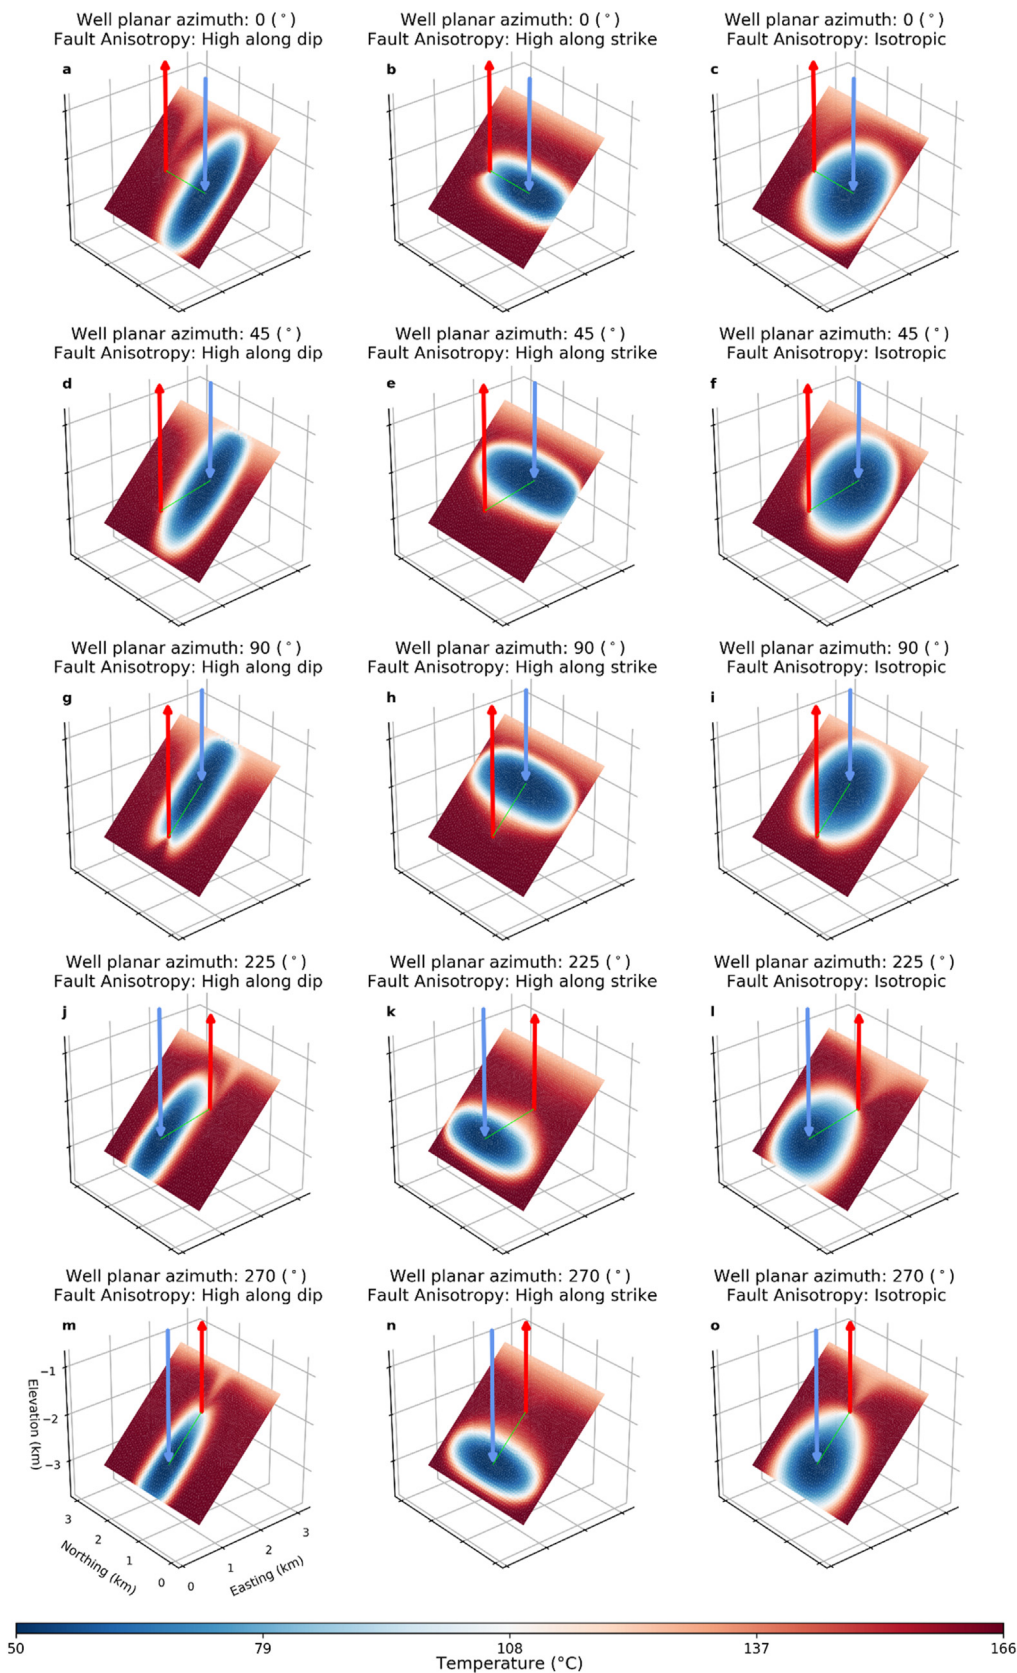 Well planar azimuth: 0 (°)
Fault Anisotropy: High along dip
Well planar azimuth: 0 (°)
Fault Anisotropy: High along strike
Well planar azimuth: 0 (°)
Fault Anisotropy: Isotropic
a
b
c
Well planar azimuth: 45 (°)
Fault Anisotropy: High along dip
Well planar azimuth: 45 (°)
Fault Anisotropy: High along strike
Well planar azimuth: 45 (°)
Fault Anisotropy: Isotropic
d
e
f
Well planar azimuth: 90 (°)
Fault Anisotropy: High along dip
Well planar azimuth: 90 (°)
Fault Anisotropy: High along strike
Well planar azimuth: 90 (°)
Fault Anisotropy: Isotropic
g
h
i
Well planar azimuth: 225 (°)
Fault Anisotropy: High along dip
Well planar azimuth: 225 (°)
Fault Anisotropy: High along strike
Well planar azimuth: 225 (°)
Fault Anisotropy: Isotropic
j
k
l
Well planar azimuth: 270 (°)
Fault Anisotropy: High along dip
Well planar azimuth: 270 (°)
Fault Anisotropy: High along strike
Well planar azimuth: 270 (°)
Fault Anisotropy: Isotropic
m
n
o
−1
−2
−3
Elevation (km)
3
2
1
0
Northing (km)
0
1
2
3
Easting (km)
50
79
108
137
166
Temperature (°C)